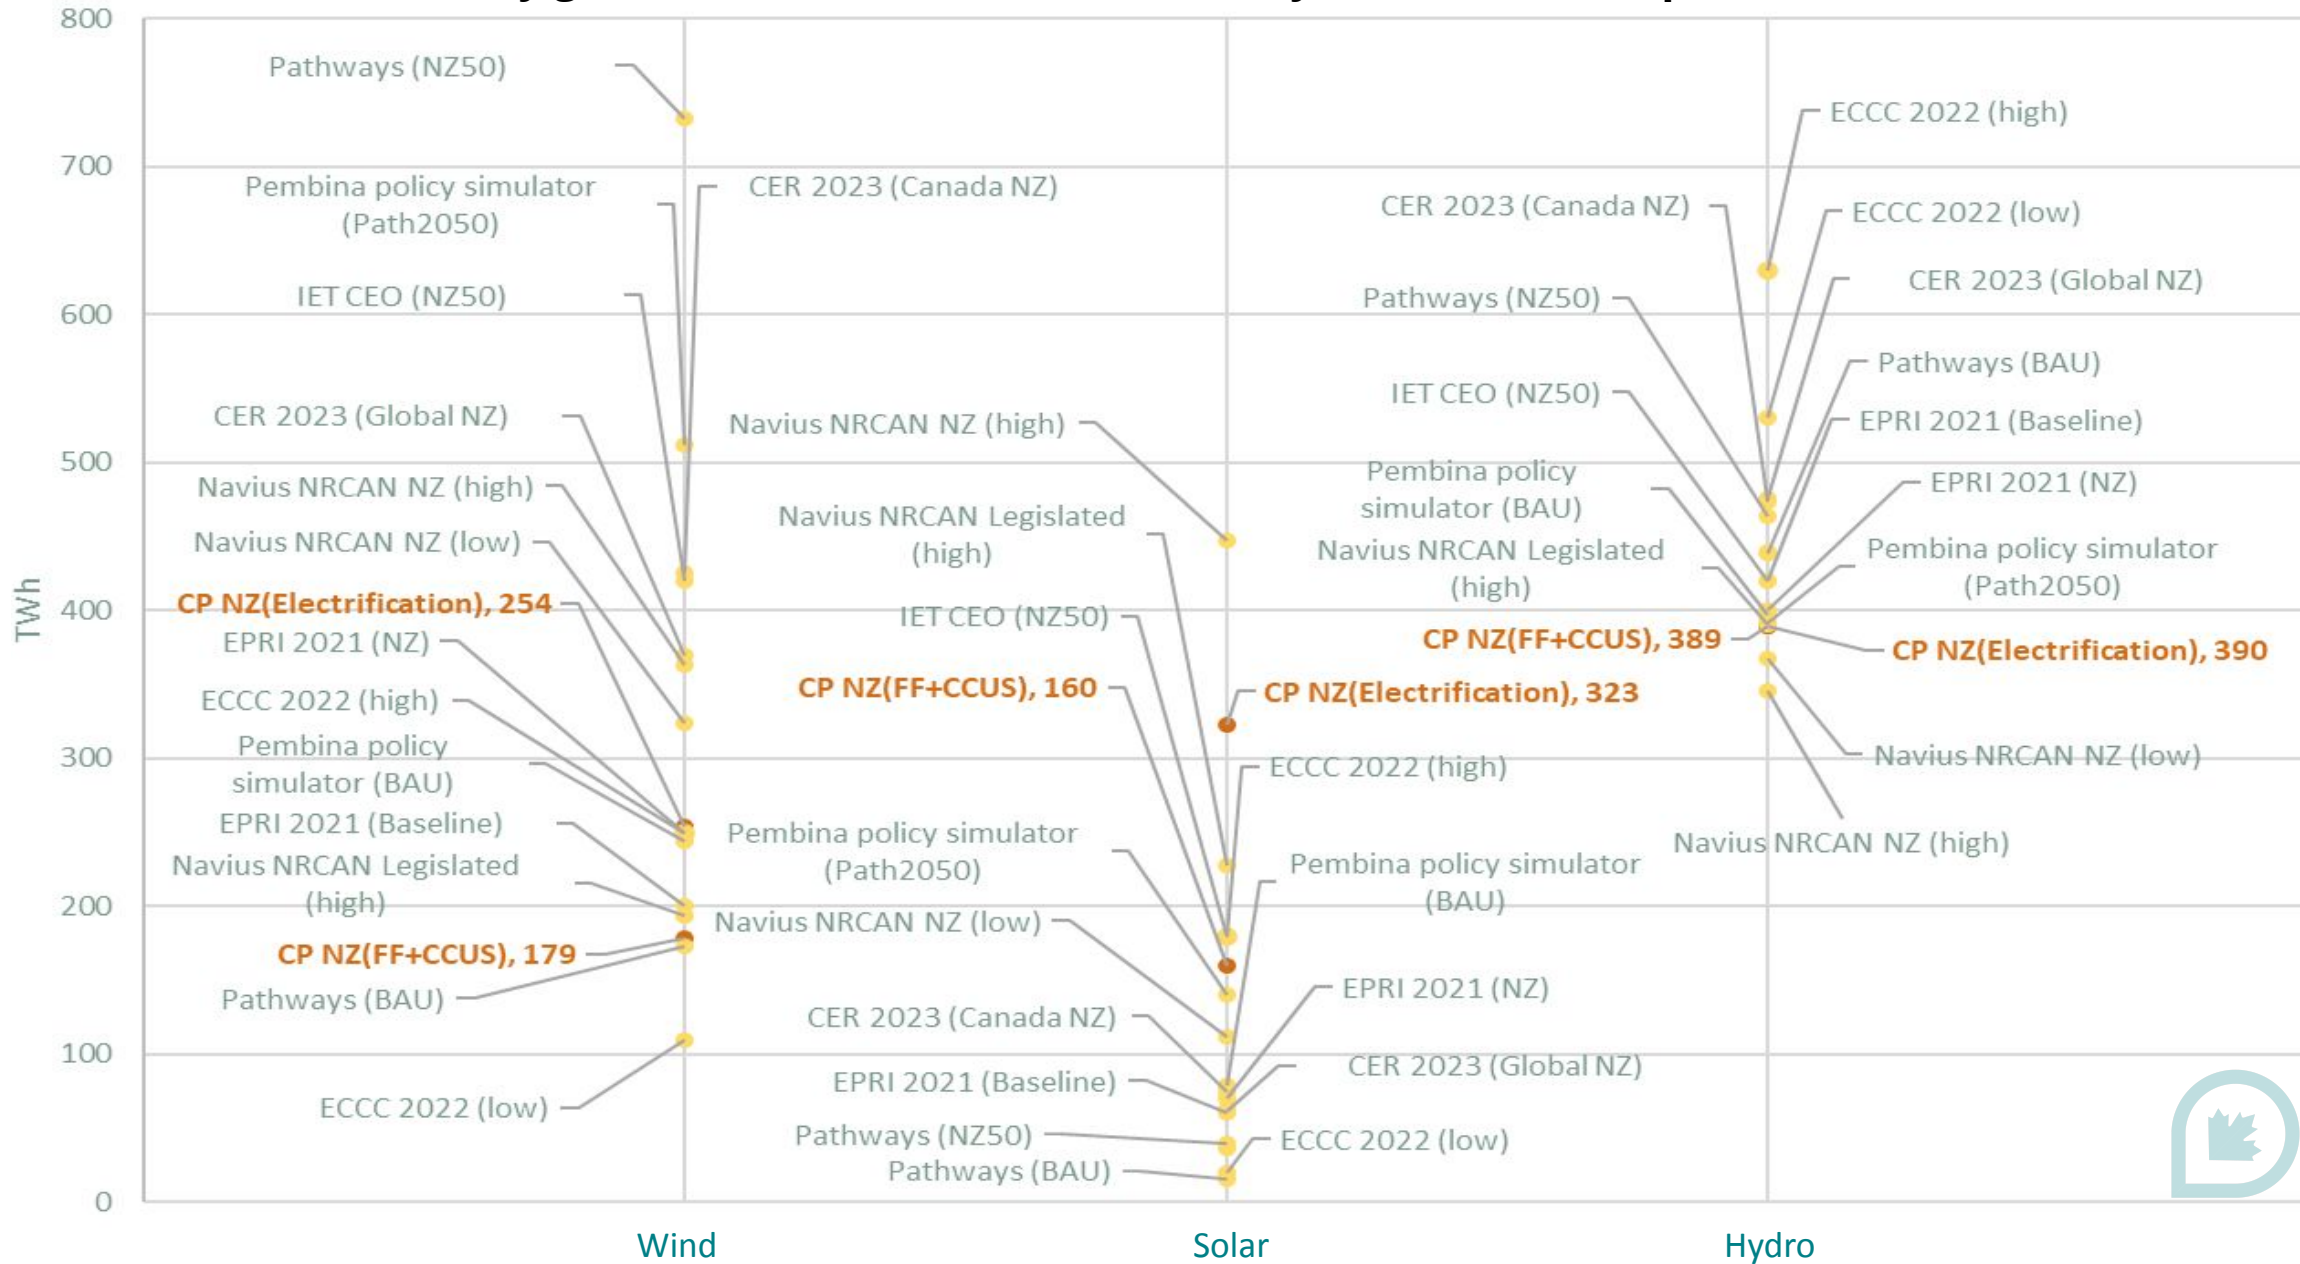 800
700
600
500
400
300
200
100
0
TWh
Pathways (NZ50)
Pembina policy simulator
(Path2050)
CER 2023 (Canada NZ)
IET CEO (NZ50)
CER 2023 (Global NZ)
Navius NRCAN NZ (high)
Navius NRCAN NZ (low)
CP NZ(Electrification), 254
EPRI 2021 (NZ)
ECCC 2022 (high)
Pembina policy
simulator (BAU)
EPRI 2021 (Baseline)
Navius NRCAN Legislated
(high)
CP NZ(FF+CCUS), 179
Pathways (BAU)
ECCC 2022 (low)
Navius NRCAN NZ (high)
Navius NRCAN Legislated
(high)
IET CEO (NZ50)
CP NZ(FF+CCUS), 160
CP NZ(Electrification), 323
ECCC 2022 (high)
Pembina policy simulator
(Path2050)
Pembina policy simulator
(BAU)
Navius NRCAN NZ (low)
EPRI 2021 (NZ)
CER 2023 (Canada NZ)
CER 2023 (Global NZ)
EPRI 2021 (Baseline)
Pathways (NZ50)
ECCC 2022 (low)
Pathways (BAU)
ECCC 2022 (high)
CER 2023 (Canada NZ)
ECCC 2022 (low)
CER 2023 (Global NZ)
Pathways (NZ50)
Pathways (BAU)
IET CEO (NZ50)
EPRI 2021 (Baseline)
Pembina policy
simulator (BAU)
EPRI 2021 (NZ)
Navius NRCAN Legislated
(high)
Pembina policy simulator
(Path2050)
CP NZ(FF+CCUS), 389
CP NZ(Electrification), 390
Navius NRCAN NZ (low)
Navius NRCAN NZ (high)
Wind
Solar
Hydro